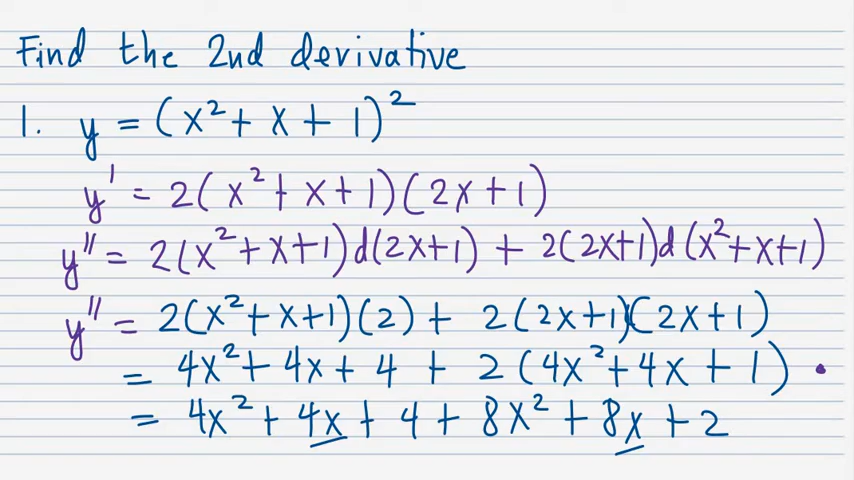 Find the 2nd derivative
1. y = (x² + x + 1)²
y' = 2(x² + x + 1)(2x + 1)
y'' = 2(x² + x + 1)d(2x + 1) + 2(2x + 1)d(x² + x + 1)
y'' = 2(x² + x + 1)(2) + 2(2x + 1)(2x + 1)
= 4x² + 4x + 4 + 2(4x² + 4x + 1)
= 4x² + 4x + 4 + 8x² + 8x + 2